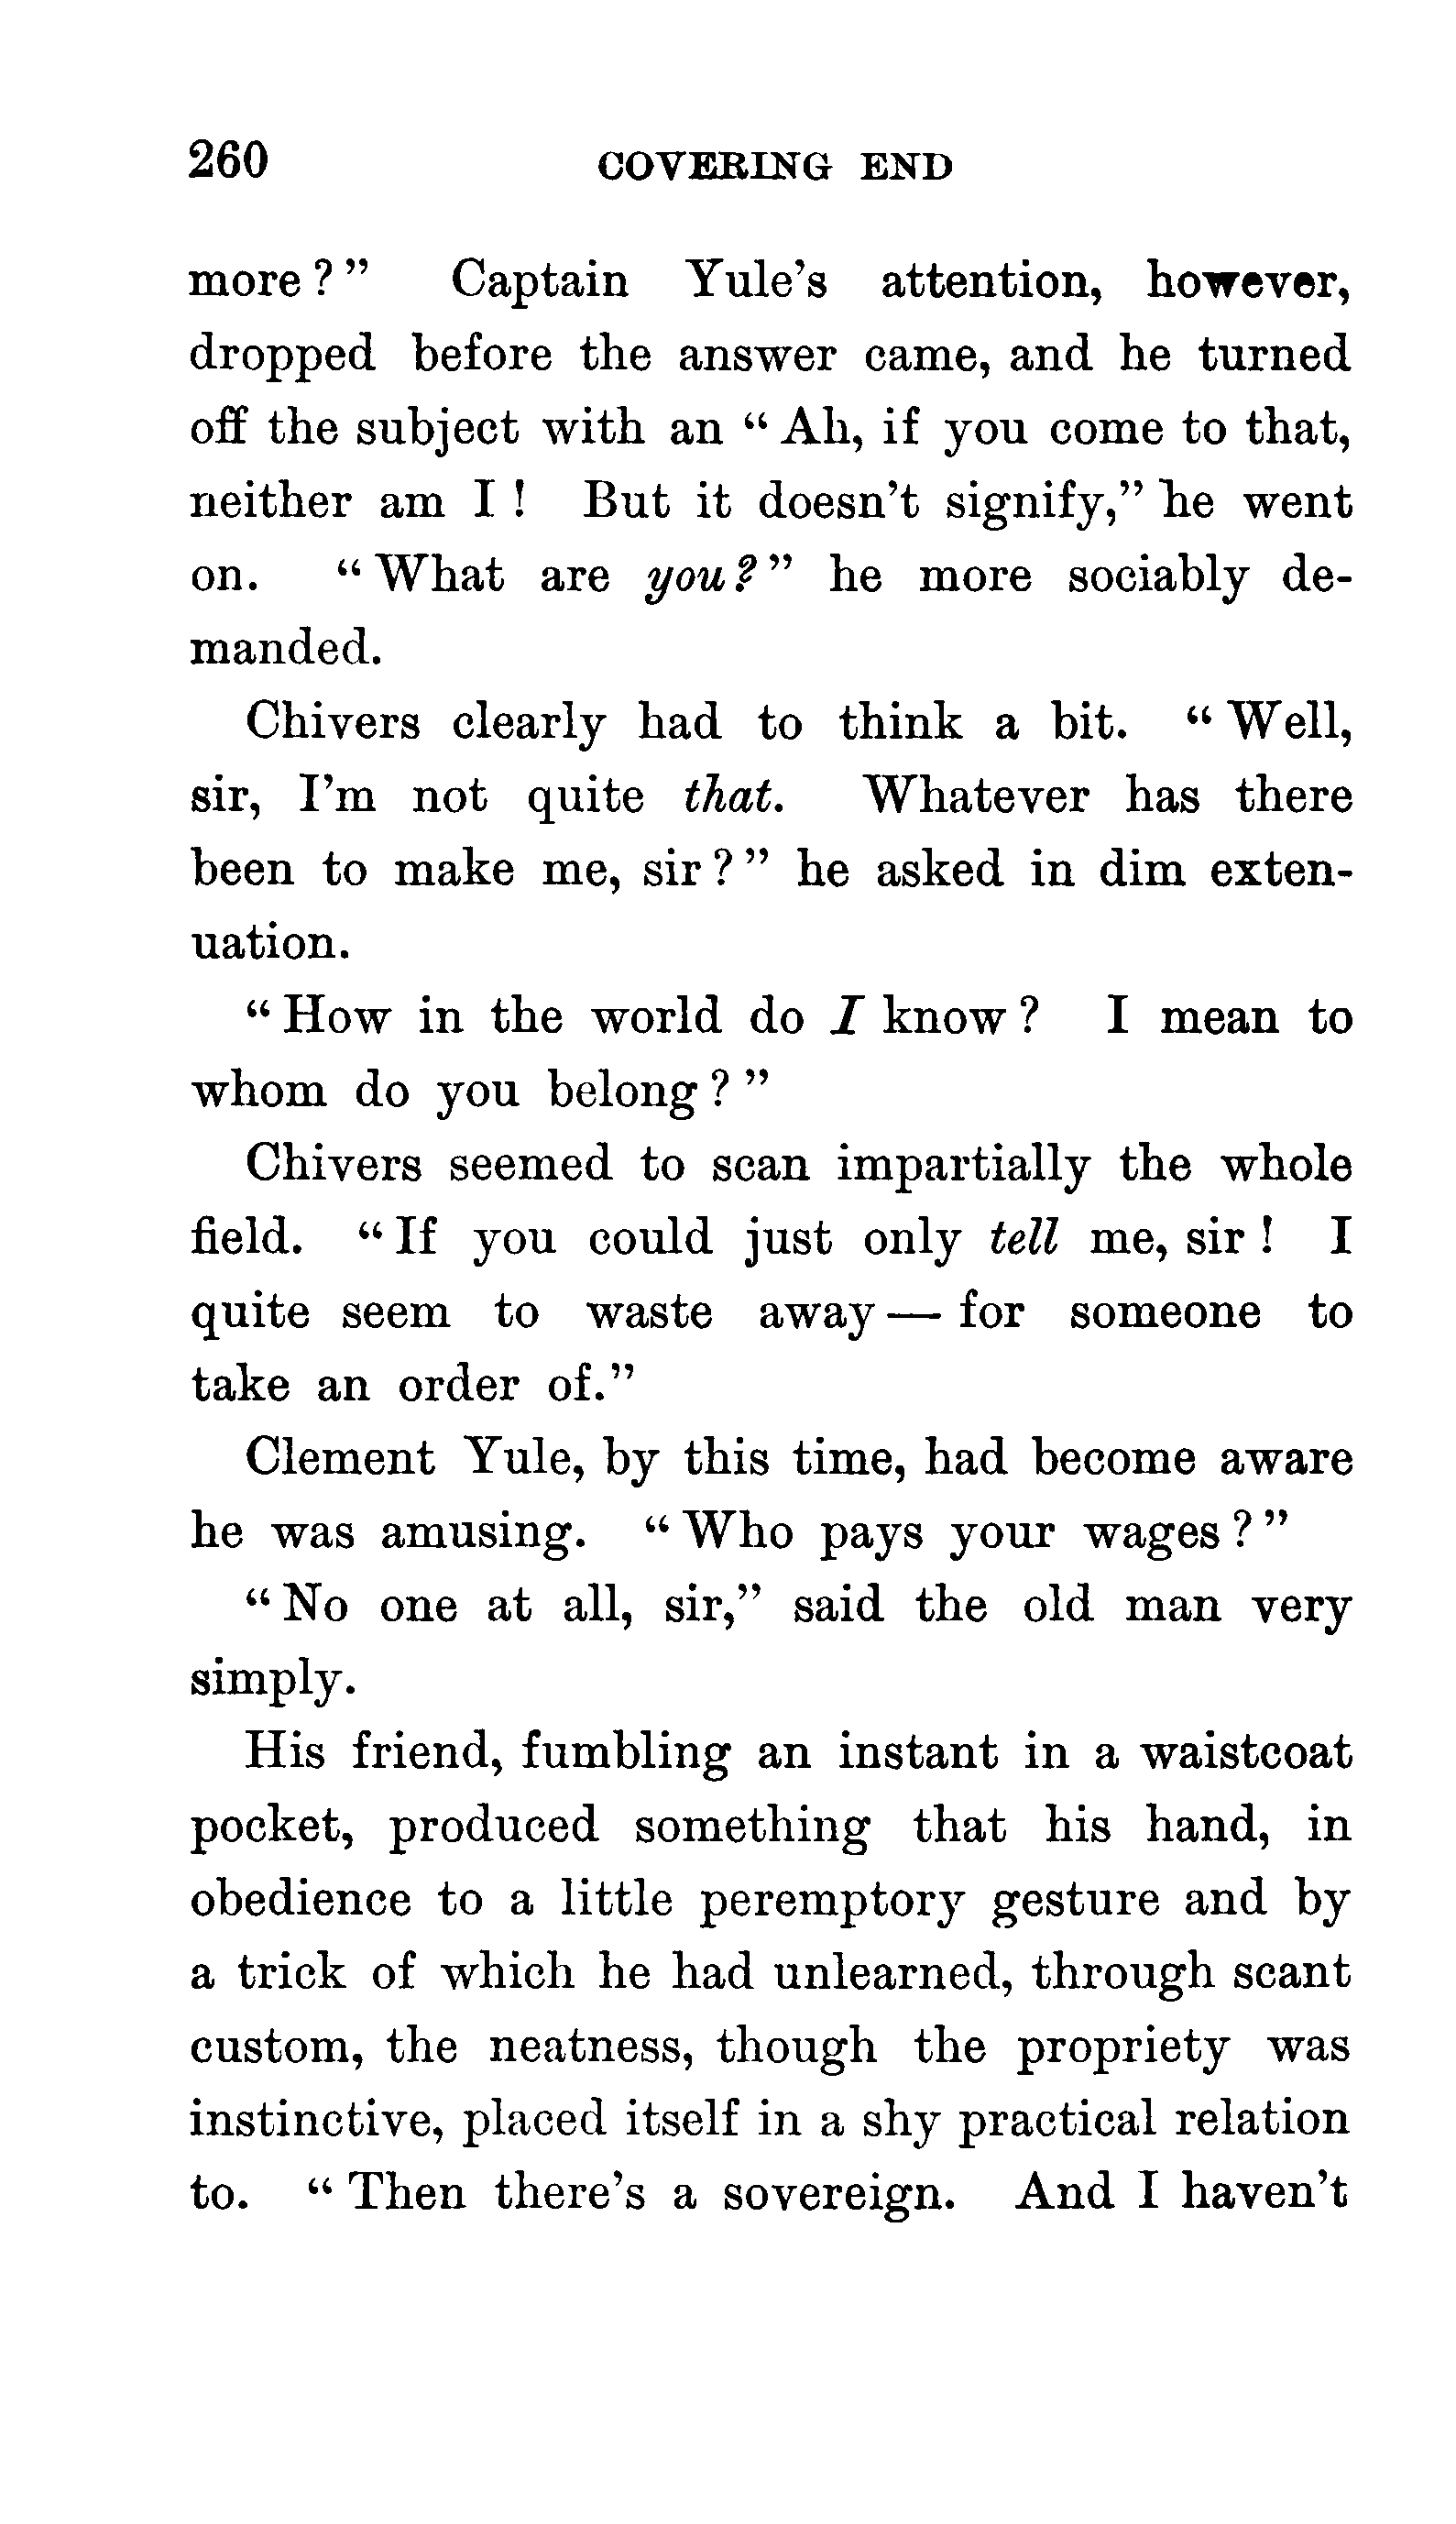 260 COVERING END
more?" Captain Yule's attention, however,
dropped before the answer came, and he turned
off the subject with an "Ah, if you come to that,
neither am I! But it doesn't signify," he went
on. "What are you?" he more sociably de-
manded.
Chivers clearly had to think a bit. "Well,
sir, I'm not quite that. Whatever has there
been to make me, sir?" he asked in dim exten-
uation.
"How in the world do I know? I mean to
whom do you belong?"
Chivers seemed to scan impartially the whole
field. "If you could just only tell me, sir! I
quite seem to waste away—for someone to
take an order of."
Clement Yule, by this time, had become aware
he was amusing. "Who pays your wages?"
"No one at all, sir," said the old man very
simply.
His friend, fumbling an instant in a waistcoat
pocket, produced something that his hand, in
obedience to a little peremptory gesture and by
a trick of which he had unlearned, through scant
custom, the neatness, though the propriety was
instinctive, placed itself in a shy practical relation
to. "Then there's a sovereign. And I haven't